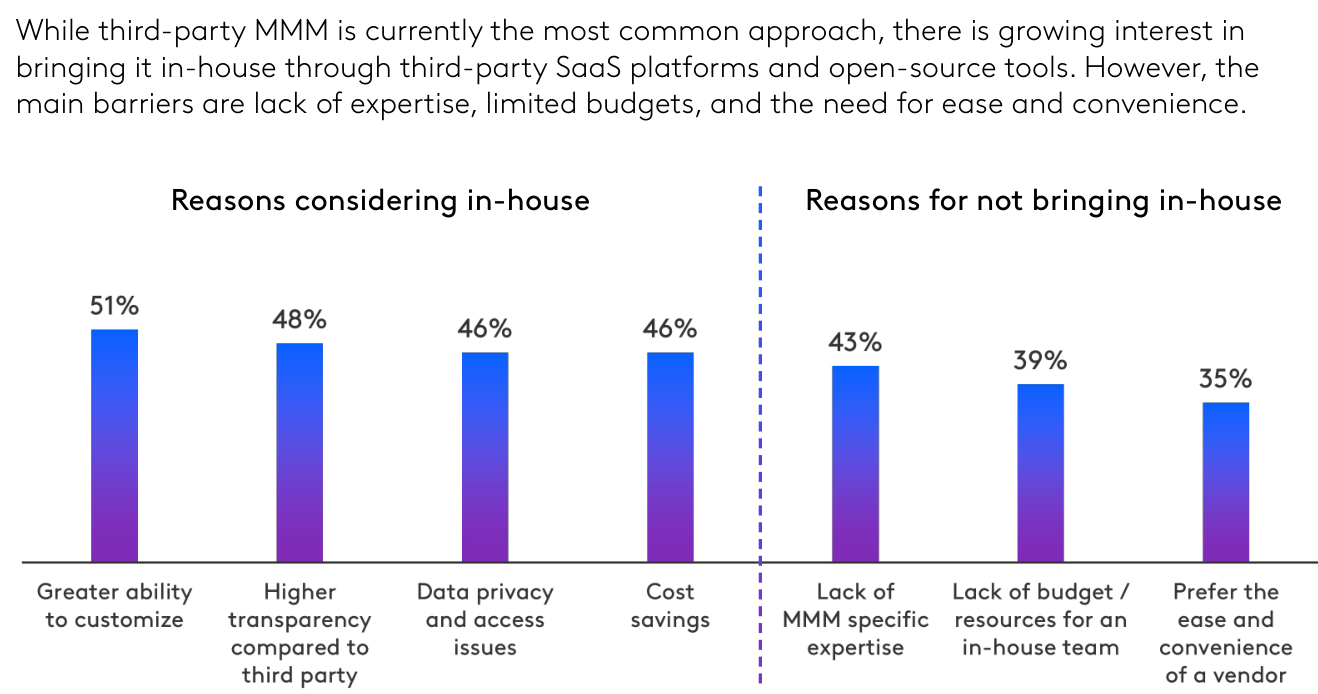 While third-party MMM is currently the most common approach, there is growing interest in
bringing it in-house through third-party SaaS platforms and open-source tools. However, the
main barriers are lack of expertise, limited budgets, and the need for ease and convenience.
Reasons considering in-house
51%
48%
46%
46%
Greater ability
to customize
Higher
transparency
compared to
third party
Data privacy
and access
issues
Cost
savings
Reasons for not bringing in-house
43%
39%
35%
Lack of
MMM specific
expertise
Lack of budget /
resources for an
in-house team
Prefer the
ease and
convenience
of a vendor